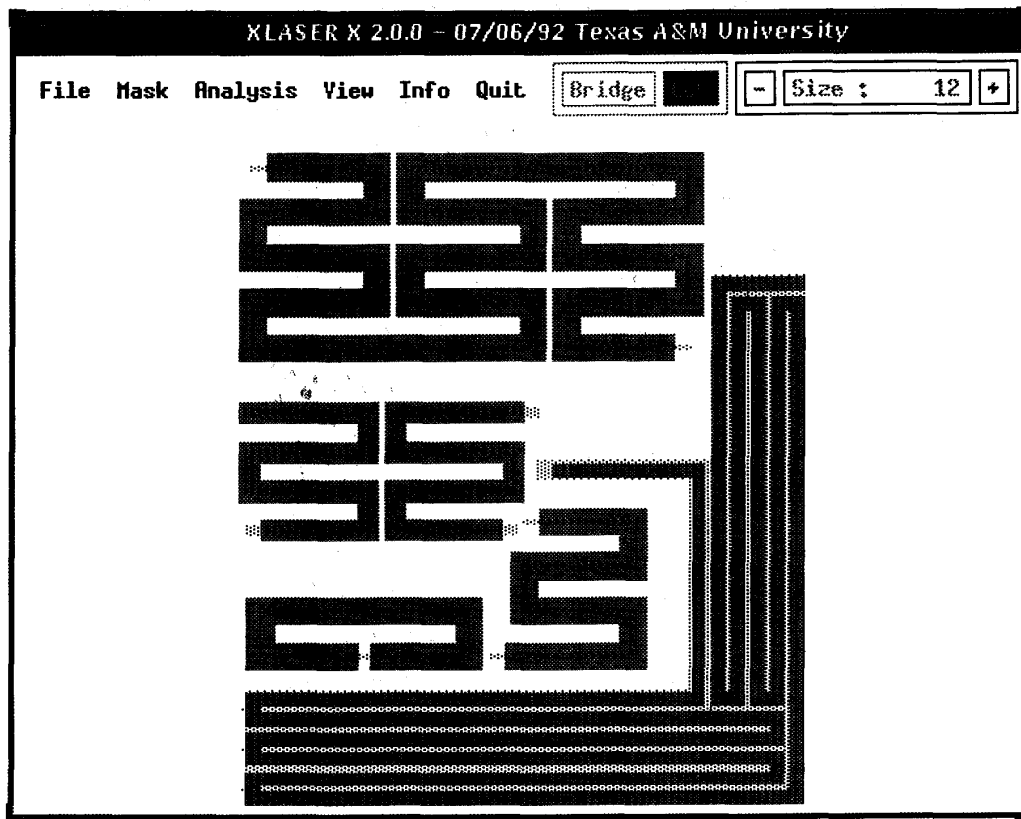 XLASER X 2.0.0 - 07/06/92 Texas A&M University
File Mask Analysis View Info Quit Bridge - Size : 12 +